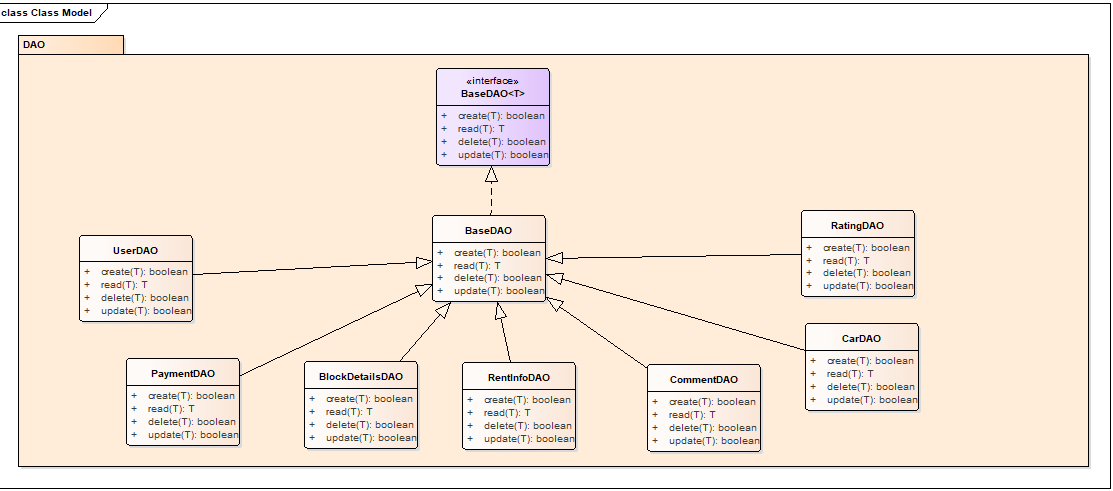 class Class Model
DAO
«interface»
BaseDAO<T>
+ create(T): boolean
+ read(T): T
+ delete(T): boolean
+ update(T): boolean
BaseDAO
+ create(T): boolean
+ read(T): T
+ delete(T): boolean
+ update(T): boolean
RatingDAO
+ create(T): boolean
+ read(T): T
+ delete(T): boolean
+ update(T): boolean
UserDAO
+ create(T): boolean
+ read(T): T
+ delete(T): boolean
+ update(T): boolean
CarDAO
+ create(T): boolean
+ read(T): T
+ delete(T): boolean
+ update(T): boolean
PaymentDAO
+ create(T): boolean
+ read(T): T
+ delete(T): boolean
+ update(T): boolean
BlockDetailsDAO
+ create(T): boolean
+ read(T): T
+ delete(T): boolean
+ update(T): boolean
RentInfoDAO
+ create(T): boolean
+ read(T): T
+ delete(T): boolean
+ update(T): boolean
CommentDAO
+ create(T): boolean
+ read(T): T
+ delete(T): boolean
+ update(T): boolean